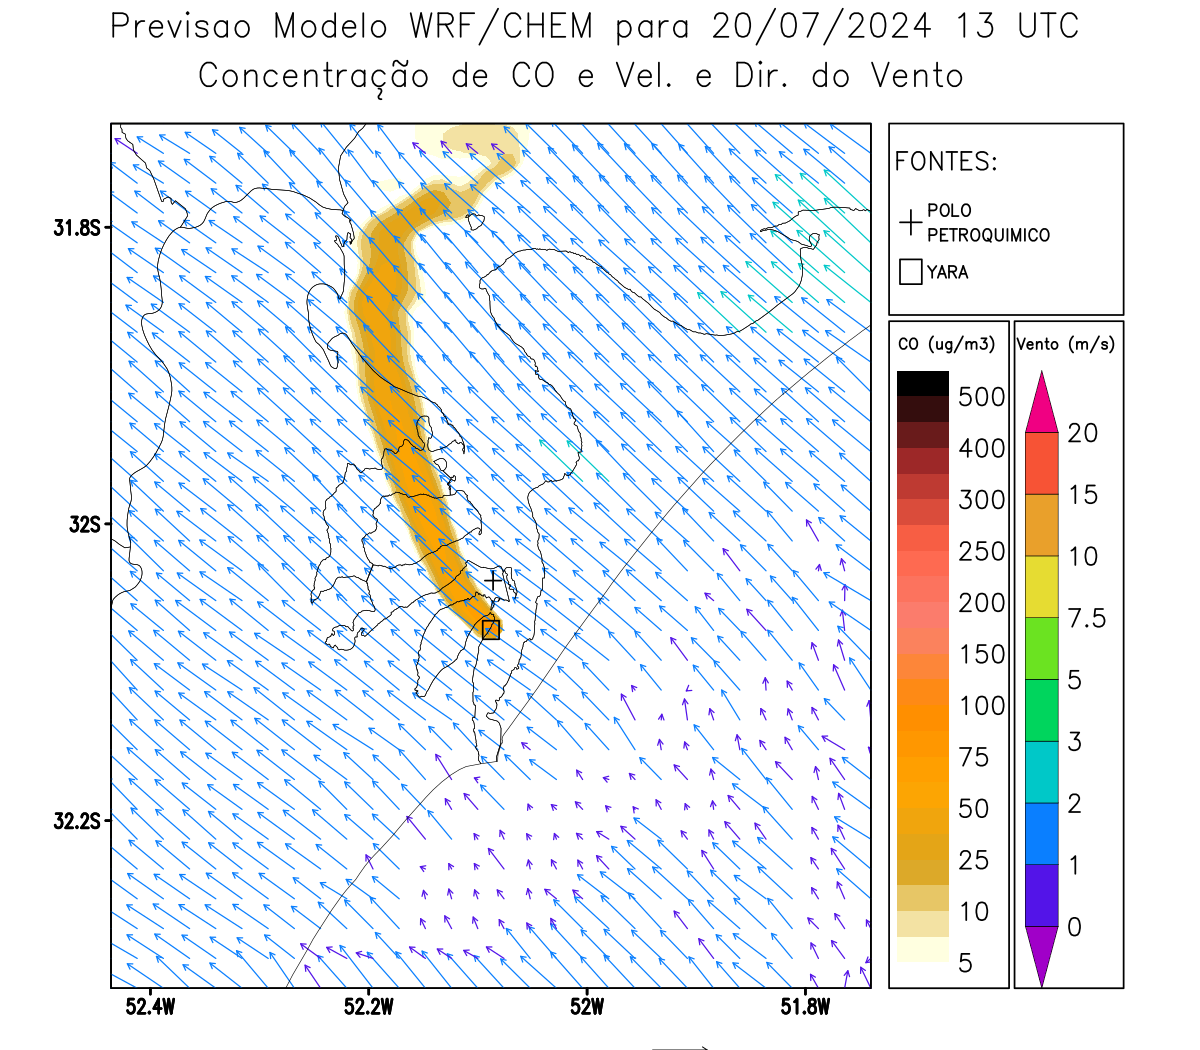 Previsao Modelo WRF/CHEM para 20/07/2024 13 UTC
Concentração de CO e Vel. e Dir. do Vento
FONTES:
POLO
PETROQUIMICO
YARA
CO (ug/m3)
500
400
300
250
200
150
100
75
50
25
10
5
Vento (m/s)
20
15
10
7.5
5
3
2
1
0
31.8S
32S
32.2S
52.4W
52.2W
52W
51.8W